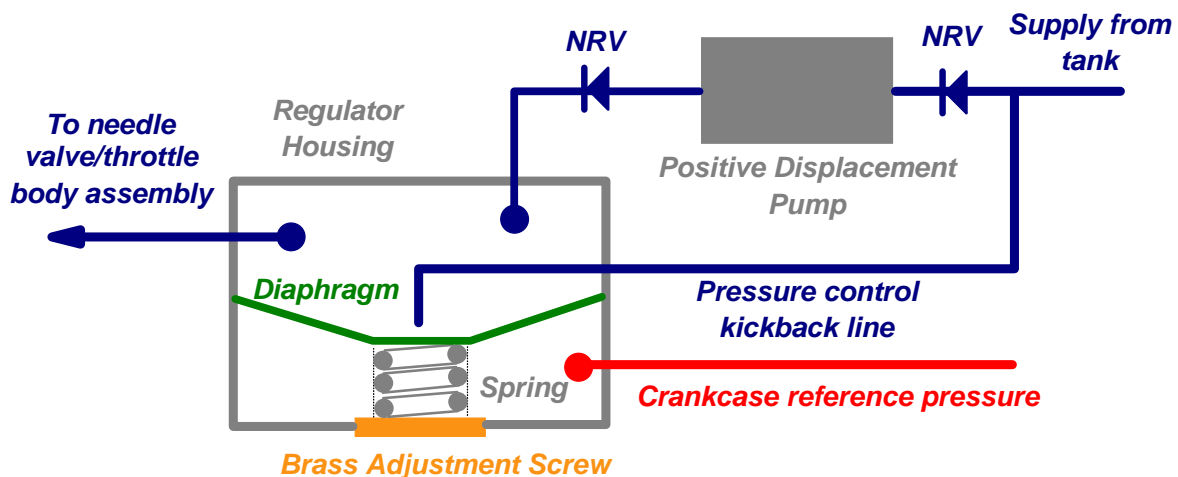 NRV
NRV
Supply from
tank
To needle
valve/throttle
body assembly
Regulator
Housing
Positive Displacement
Pump
Diaphragm
Pressure control
kickback line
Spring
Crankcase reference pressure
Brass Adjustment Screw